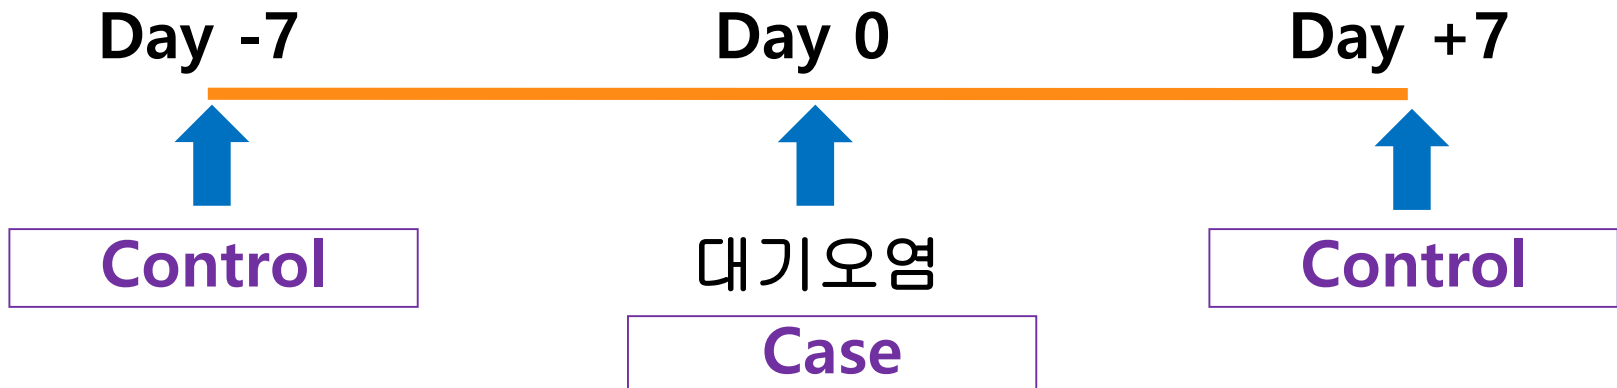 Day -7 Day 0 Day +7
Control 대기오염 Control
Case